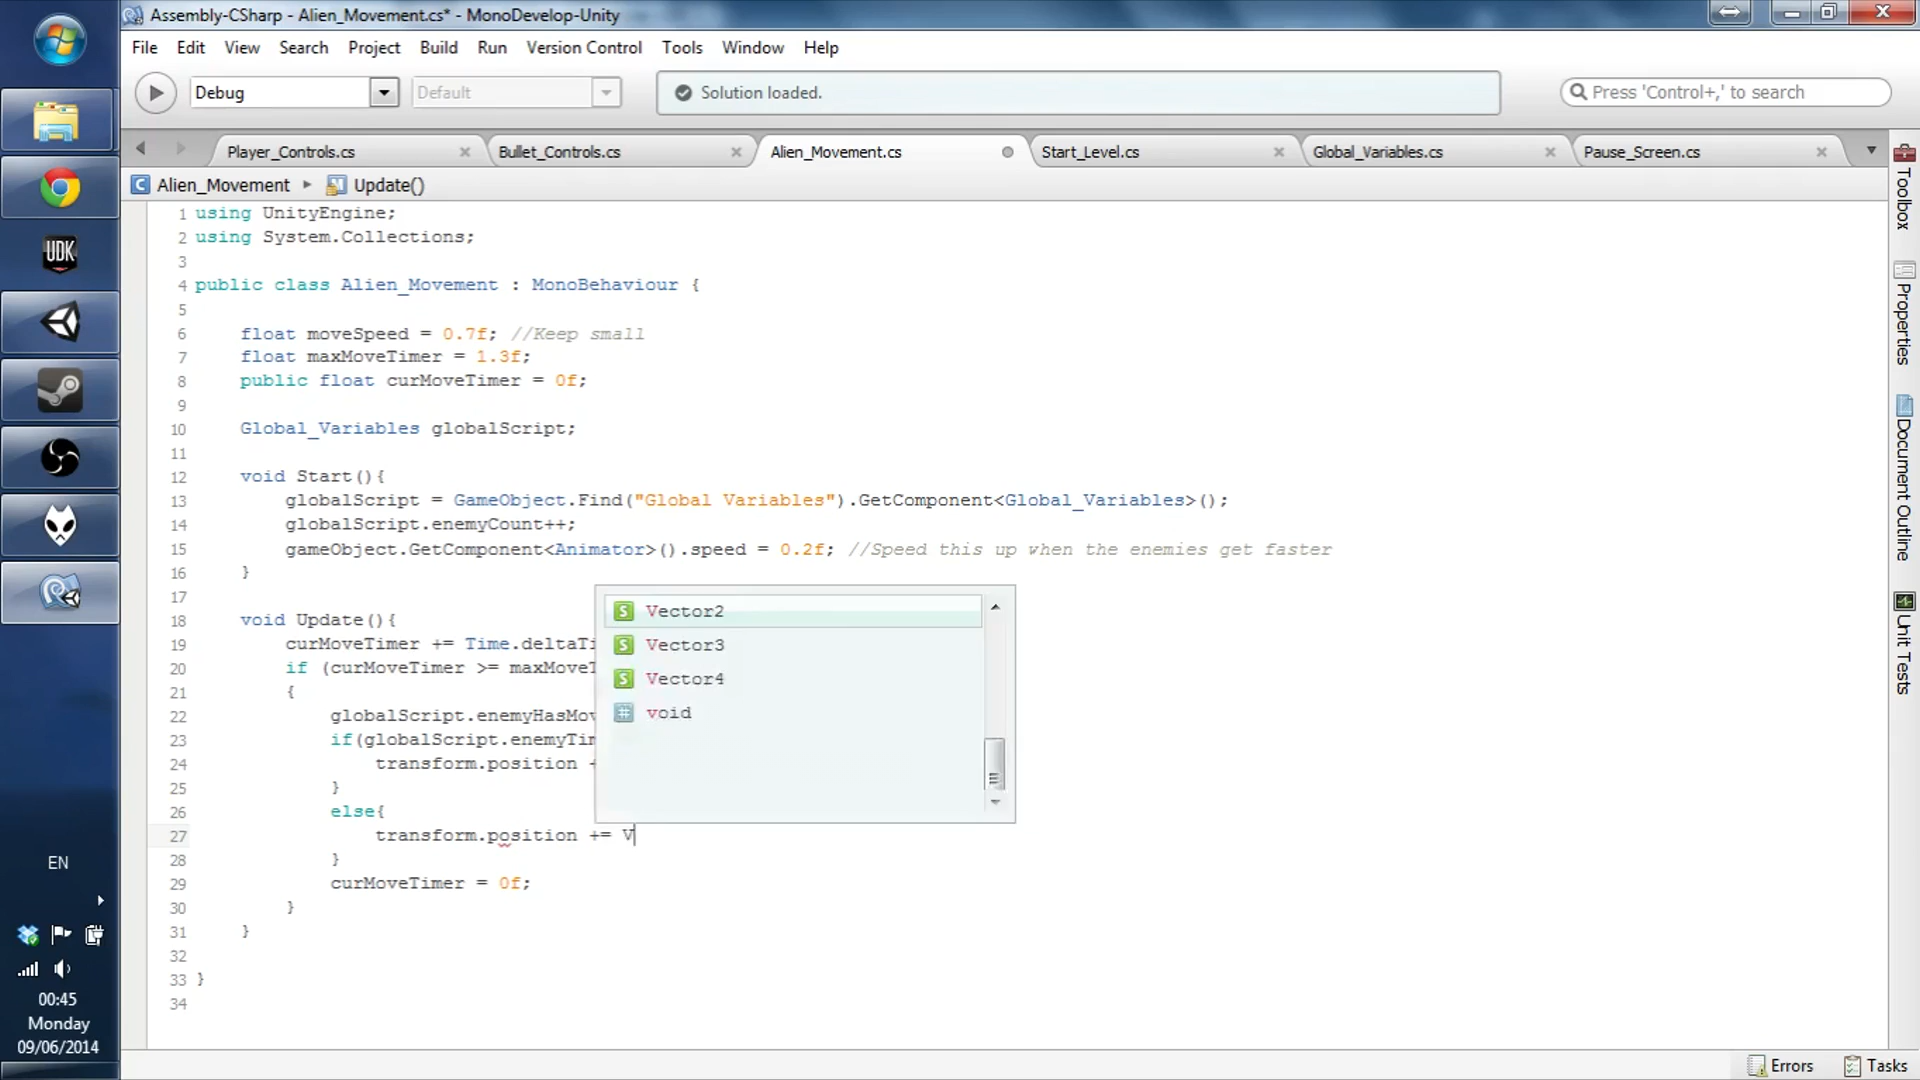 Assembly-CSharp - Alien_Movement.cs* - MonoDevelop-Unity
File Edit View Search Project Build Run Version Control Tools Window Help
Debug Default Solution loaded. Press 'Control+,' to search
Player_Controls.cs Bullet_Controls.cs Alien_Movement.cs Start_Level.cs Global_Variables.cs Pause_Screen.cs
C Alien_Movement Update()
1 using UnityEngine;
2 using System.Collections;
3
4 public class Alien_Movement : MonoBehaviour {
5
6 float moveSpeed = 0.7f; //Keep small
7 float maxMoveTimer = 1.3f;
8 public float curMoveTimer = 0f;
9
10 Global_Variables globalScript;
11
12 void Start(){
13 globalScript = GameObject.Find("Global Variables").GetComponent<Global_Variables>();
14 globalScript.enemyCount++;
15 gameObject.GetComponent<Animator>().speed = 0.2f; //Speed this up when the enemies get faster
16 }
17
18 void Update(){
19 curMoveTimer += Time.deltaTi
20 if (curMoveTimer >= maxMoveT
21 {
22 globalScript.enemyHasMov
23 if(globalScript.enemyTim
24 transform.position +
25 }
26 else{
27 transform.position += V
28 }
29 curMoveTimer = 0f;
30 }
31 }
32
33 }
34
S Vector2
S Vector3
S Vector4
# void
Toolbox
Properties
Document Outline
Unit Tests
UDK
EN
00:45
Monday
09/06/2014
Errors Tasks